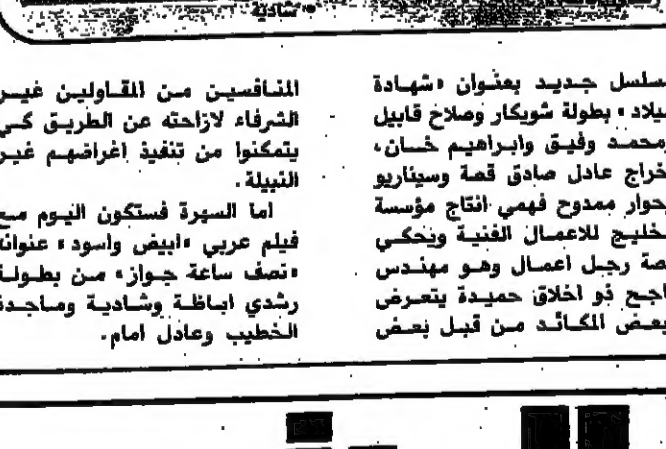 • شادية
مسلسل جديد بعنوان «شهادة
ميلاد» بطولة شويكار وصلاح قابيل
ومحمد وفيق وابراهيم خان،
اخراج عادل صادق قصة وسيناريو
وحوار ممدوح فهمي انتاج مؤسسة
الخليج للاعمال الفنية ويحكي
قصة رجل اعمال وهو مهندس
ناجح ذو اخلاق حميدة يتعرض
لبعض المكائد من قبل بعض
المنافسين من المقاولين غير
الشرفاء لازاحته عن الطريق كي
يتمكنوا من تنفيذ اغراضهم غير
النبيلة.
اما السهرة فستكون اليوم مع
فيلم عربي «ابيض واسود» عنوانه
«نصف ساعة جواز» من بطولة
رشدي اباظة وشادية وماجدة
الخطيب وعادل امام.